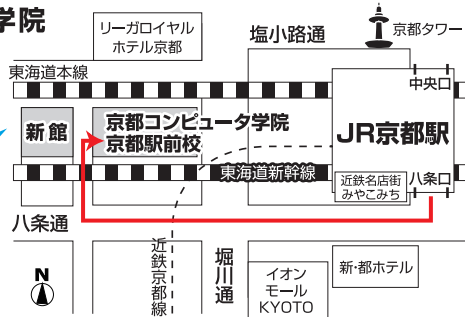 学院
リーガロイヤル
ホテル京都
塩小路通
京都タワー
東海道本線
中央口
新館
京都コンピュータ学院
京都駅前校
JR京都駅
東海道新幹線
近鉄名店街
みやこみち
八条口
八条通
近鉄京都線
堀川通
N
イオン
モール
KYOTO
新・都ホテル